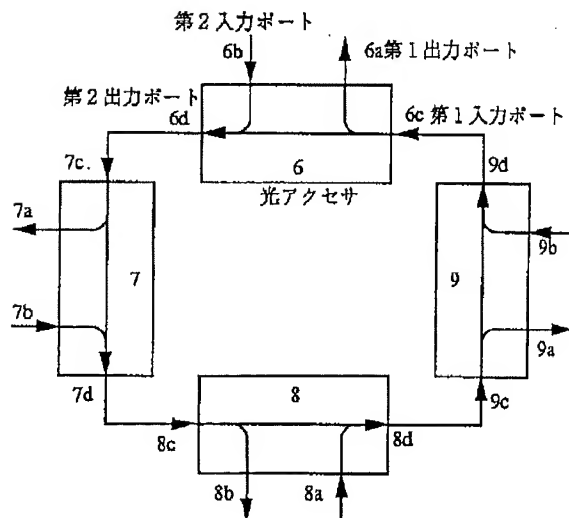 第2入力ポート
6b
6a第1出力ポート
第2出力ポート
6d
6c第1入力ポート
7c.
6
9d
光アクセサ
7a
7
9
9b
7b
9a
7d
8
9c
8c
8d
8b
8a